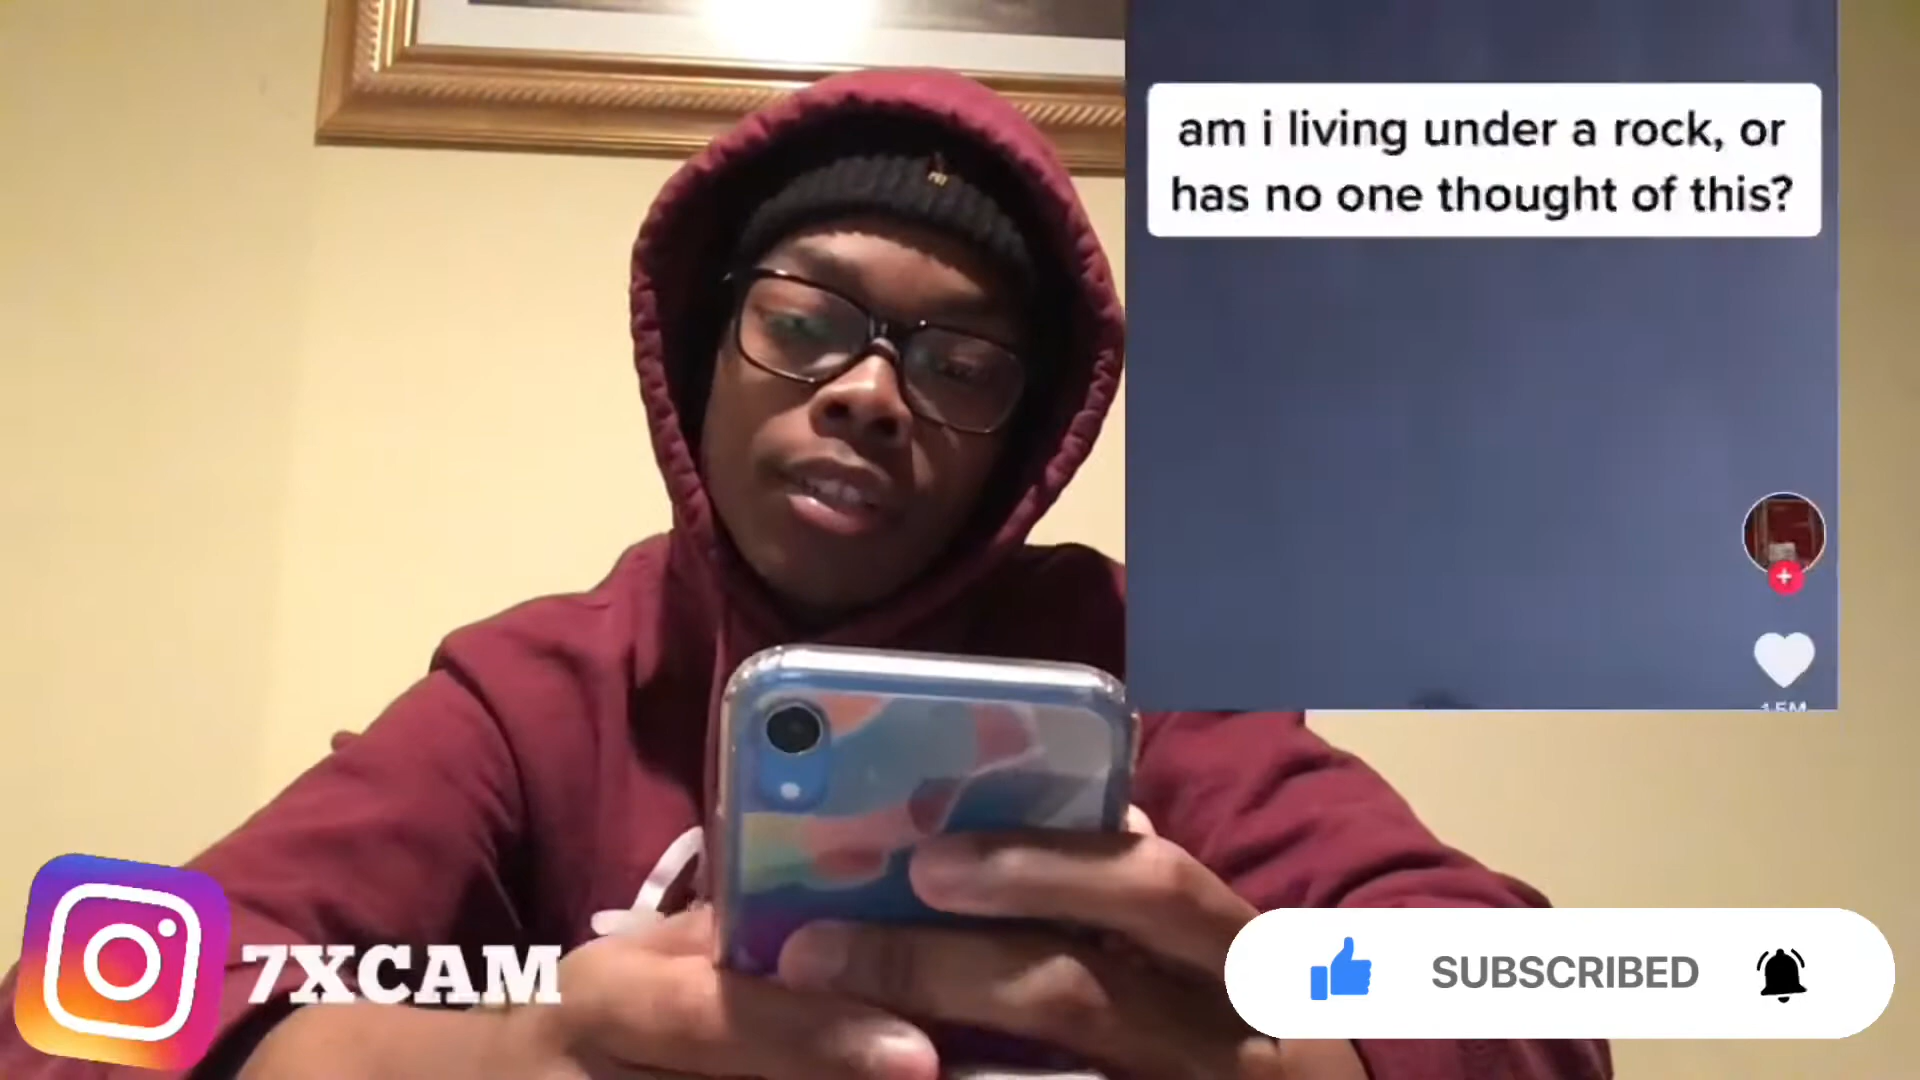 am i living under a rock, or
has no one thought of this?
7XCAM
SUBSCRIBED